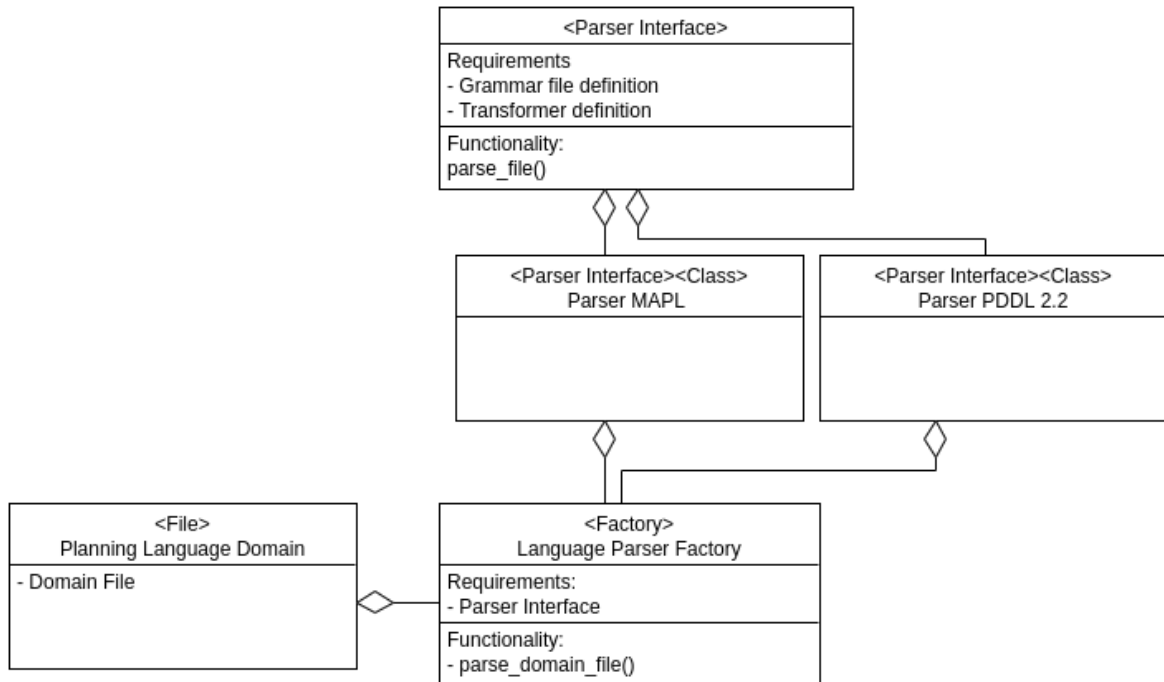 <Parser Interface>
Requirements
- Grammar file definition
- Transformer definition
Functionality:
parse_file()
<Parser Interface><Class>
Parser MAPL
<Parser Interface><Class>
Parser PDDL 2.2
<File>
Planning Language Domain
- Domain File
<Factory>
Language Parser Factory
Requirements:
- Parser Interface
Functionality:
- parse_domain_file()